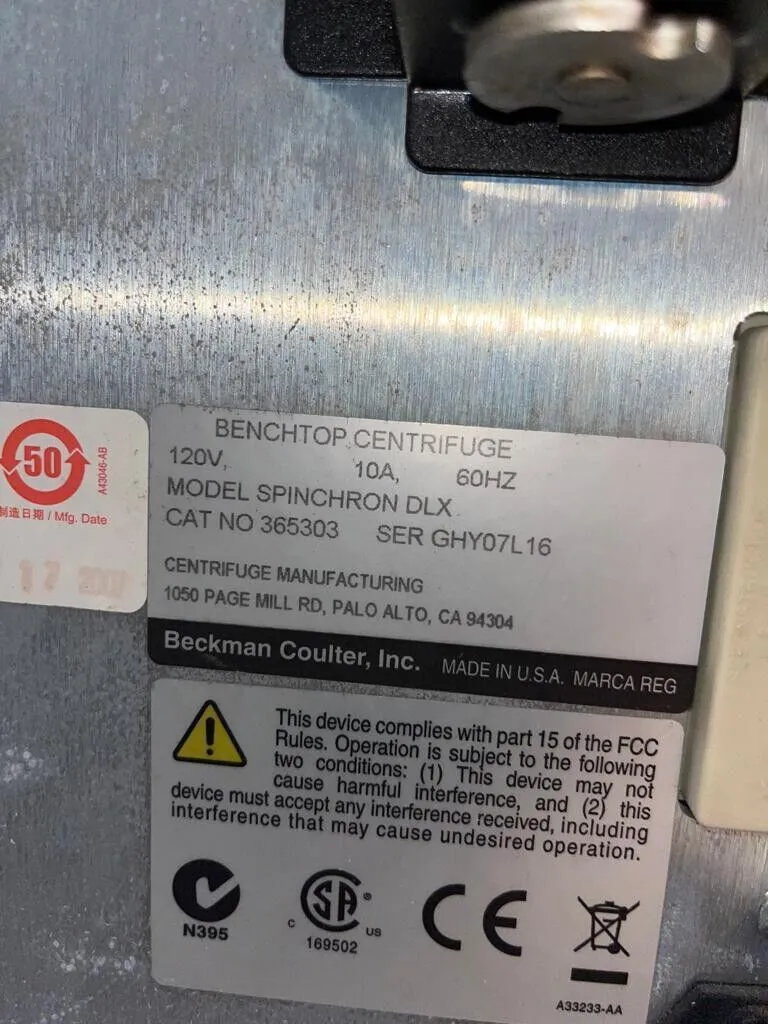 50
A43046-AB
制造日期 / Mfg. Date
17 2007
BENCHTOP CENTRIFUGE
120V, 10A, 60HZ
MODEL SPINCHRON DLX
CAT NO 365303 SER GHY07L16
CENTRIFUGE MANUFACTURING
1050 PAGE MILL RD, PALO ALTO, CA 94304
Beckman Coulter, Inc. MADE IN U.S.A. MARCA REG
This device complies with part 15 of the FCC
Rules. Operation is subject to the following
two conditions: (1) This device may not
cause harmful interference, and (2) this
device must accept any interference received, including
interference that may cause undesired operation.
N395
C SA ® US
169502
CE
A33233-AA